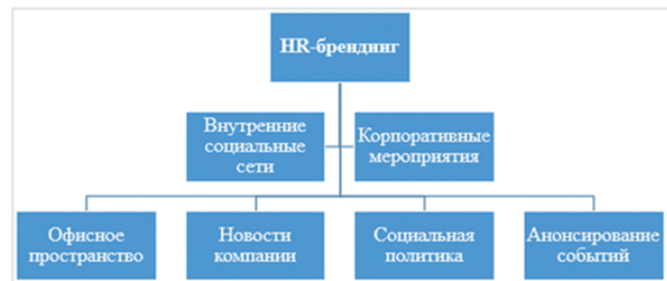 HR-брендинг
Внутренние
социальные
сети
Корпоративные
мероприятия
Офисное
пространство
Новости
компании
Социальная
политика
Анонсирование
событий